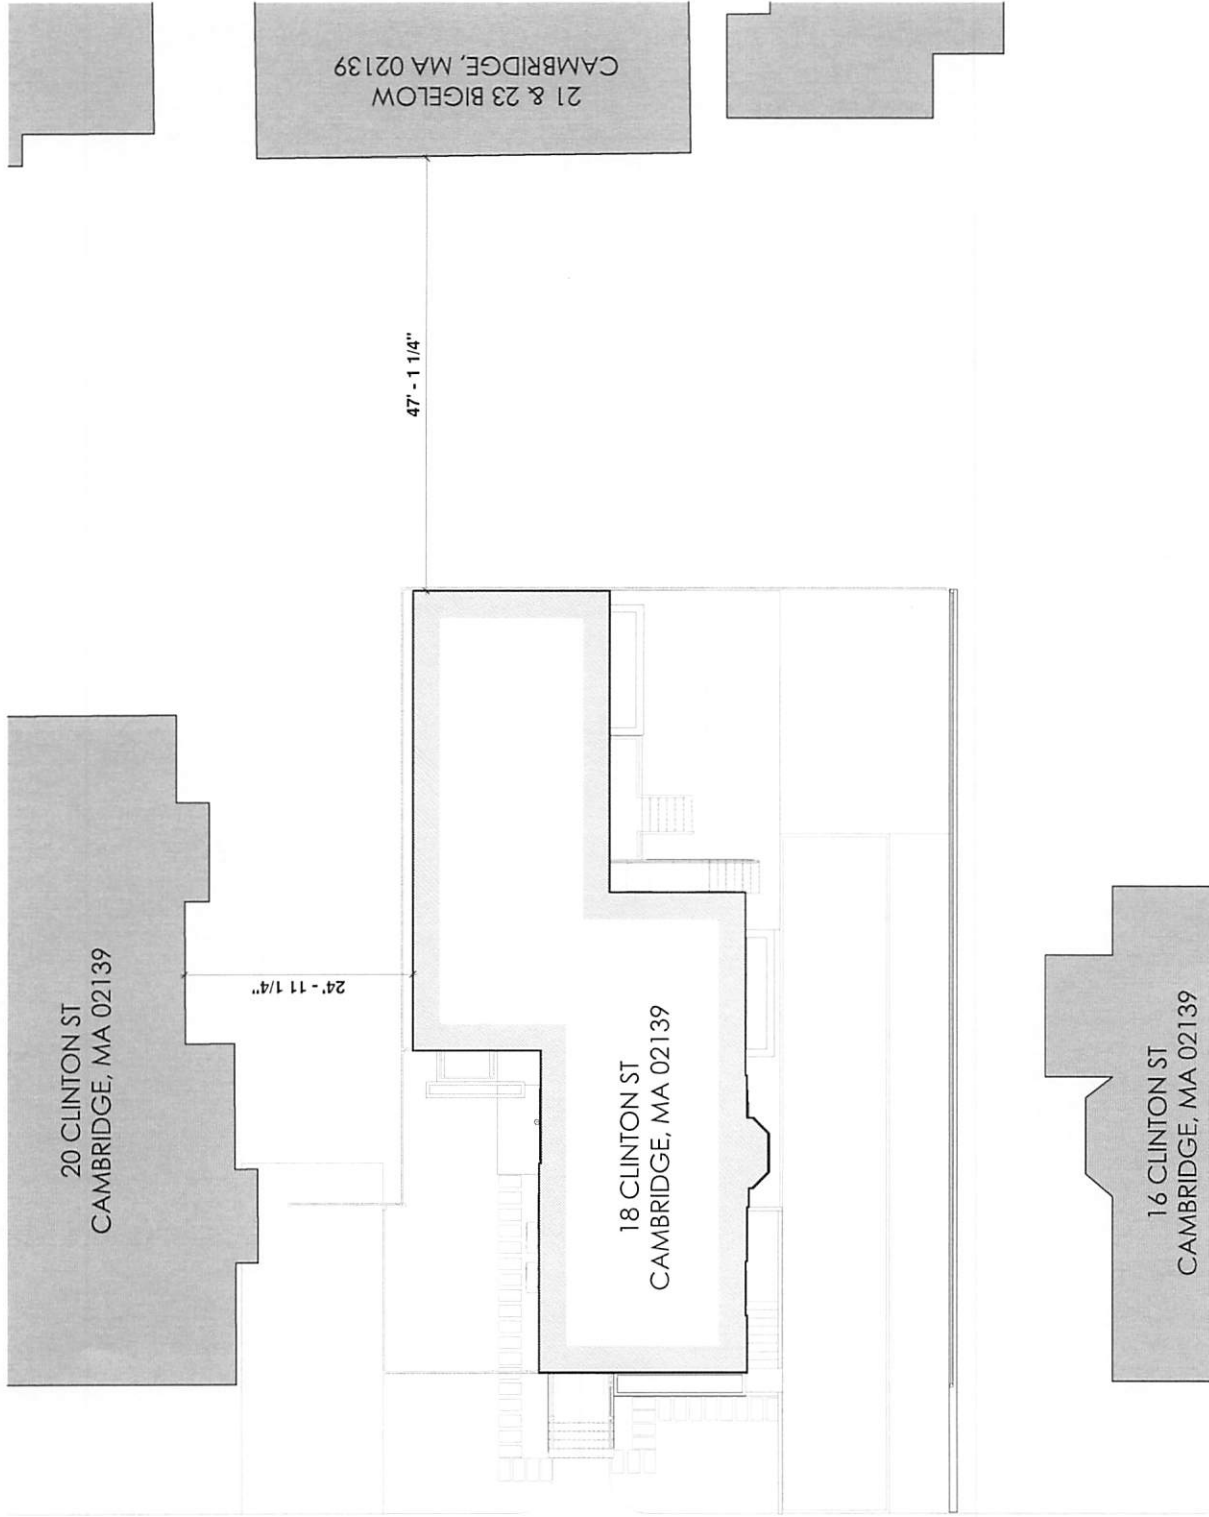 21 & 23 BIGELOW
CAMBRIDGE, MA 02139
47' - 1 1/4"
20 CLINTON ST
CAMBRIDGE, MA 02139
24' - 11 1/4"
18 CLINTON ST
CAMBRIDGE, MA 02139
16 CLINTON ST
CAMBRIDGE, MA 02139